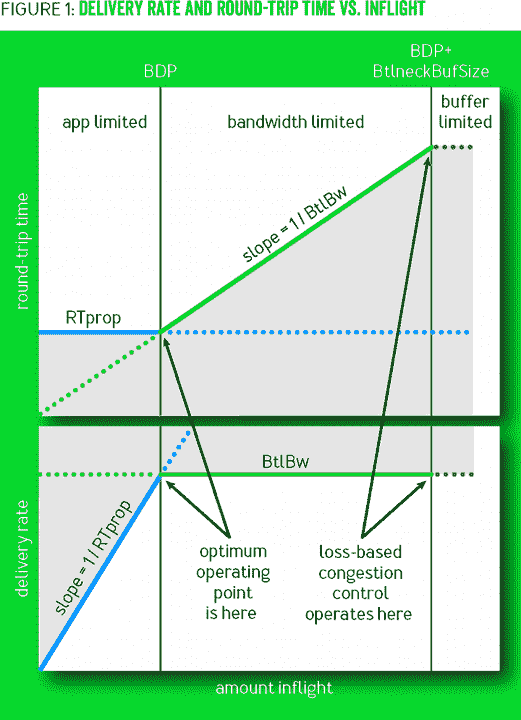 FIGURE 1: DELIVERY RATE AND ROUND-TRIP TIME VS. INFLIGHT
BDP
BDP+
BtlneckBufSize
app limited
bandwidth limited
buffer
limited
round-trip time
slope = 1 / BtlBw
RTprop
BtlBw
delivery rate
slope = 1 / RTprop
optimum
operating
point
is here
loss-based
congestion
control
operates here
amount inflight